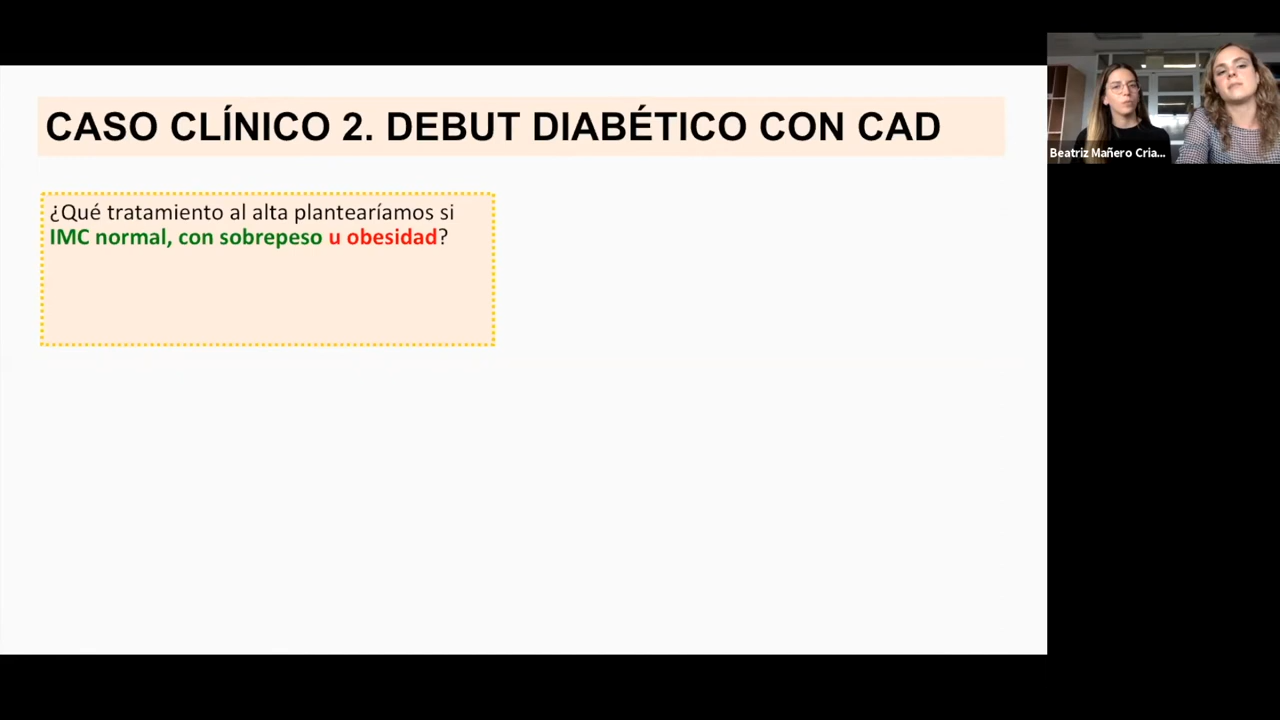 CASO CLÍNICO 2. DEBUT DIABÉTICO CON CAD
¿Qué tratamiento al alta plantearíamos si
IMC normal, con sobrepeso u obesidad?
Beatriz Mañero Cria...